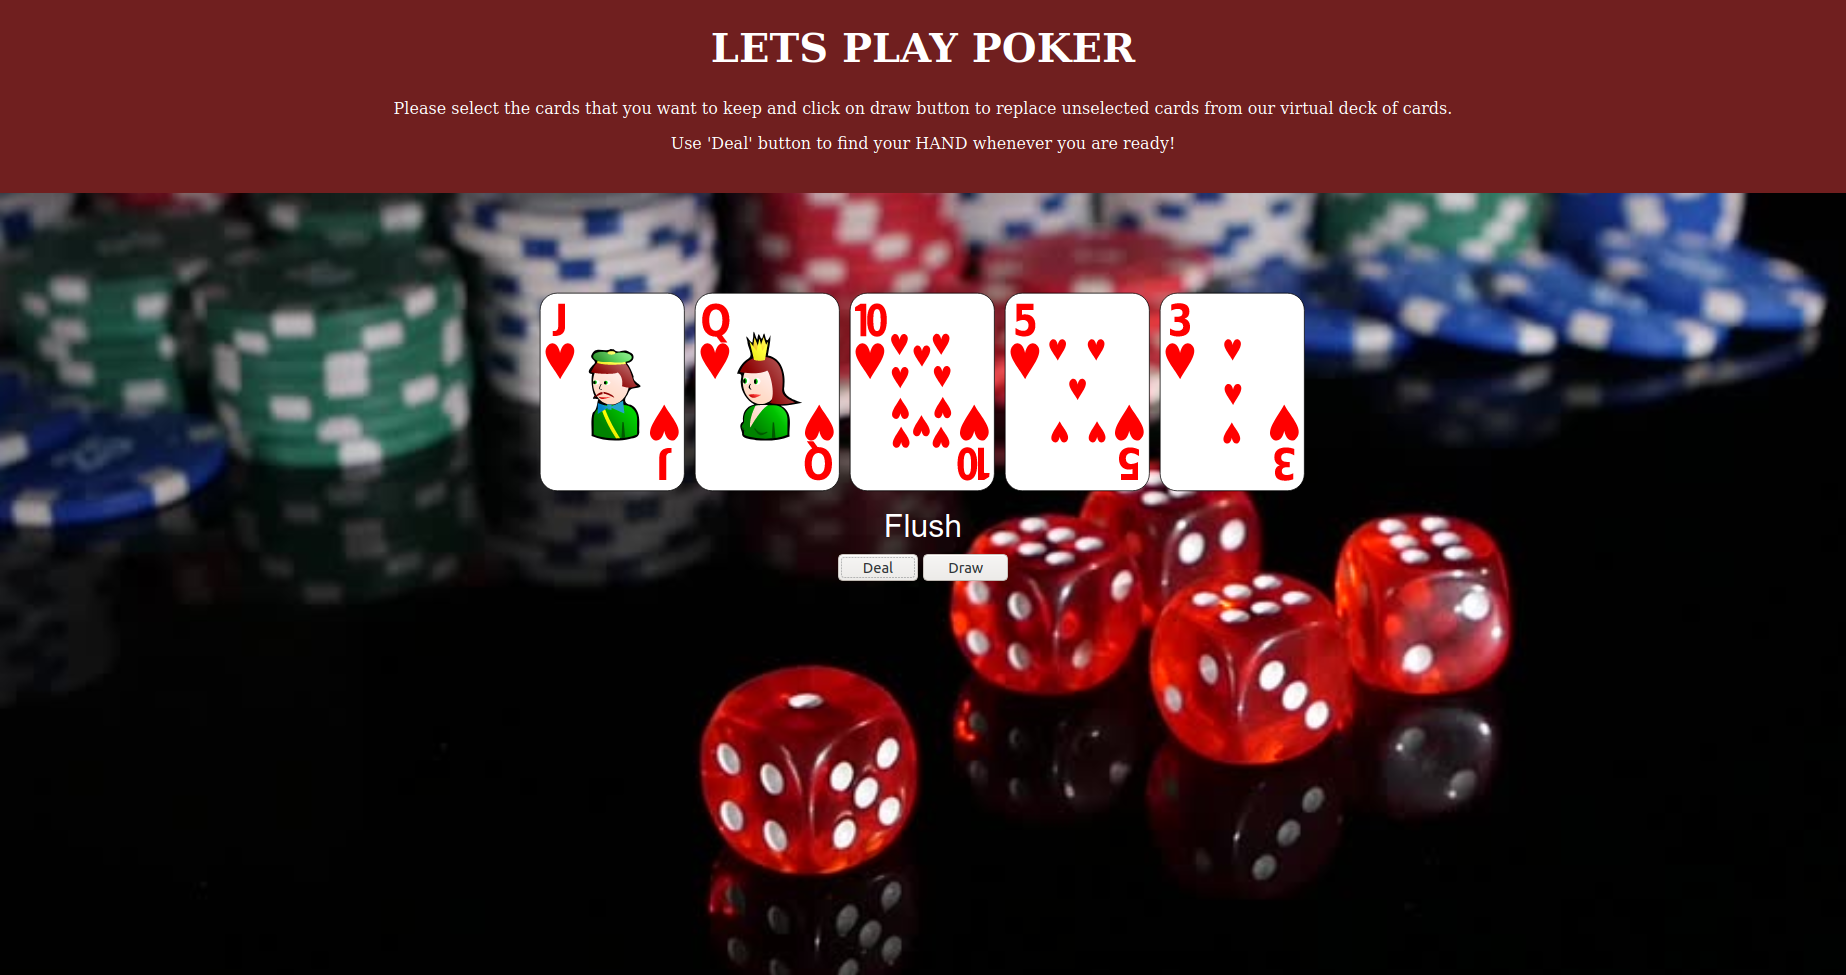 LETS PLAY POKER
Please select the cards that you want to keep and click on draw button to replace unselected cards from our virtual deck of cards.
Use 'Deal' button to find your HAND whenever you are ready!
J Q 10 5 3
J Q 10 5 3
Flush
Deal Draw